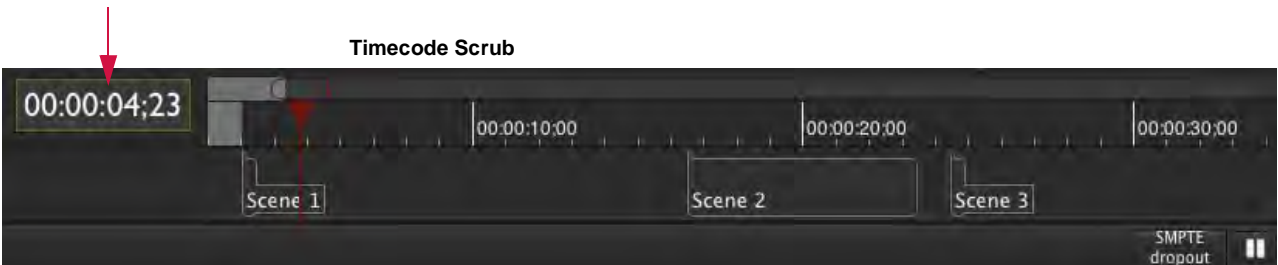 Timecode Scrub
00:00:04;23
00:00:10;00
00:00:20;00
00:00:30;00
Scene 1
Scene 2
Scene 3
SMPTE
dropout